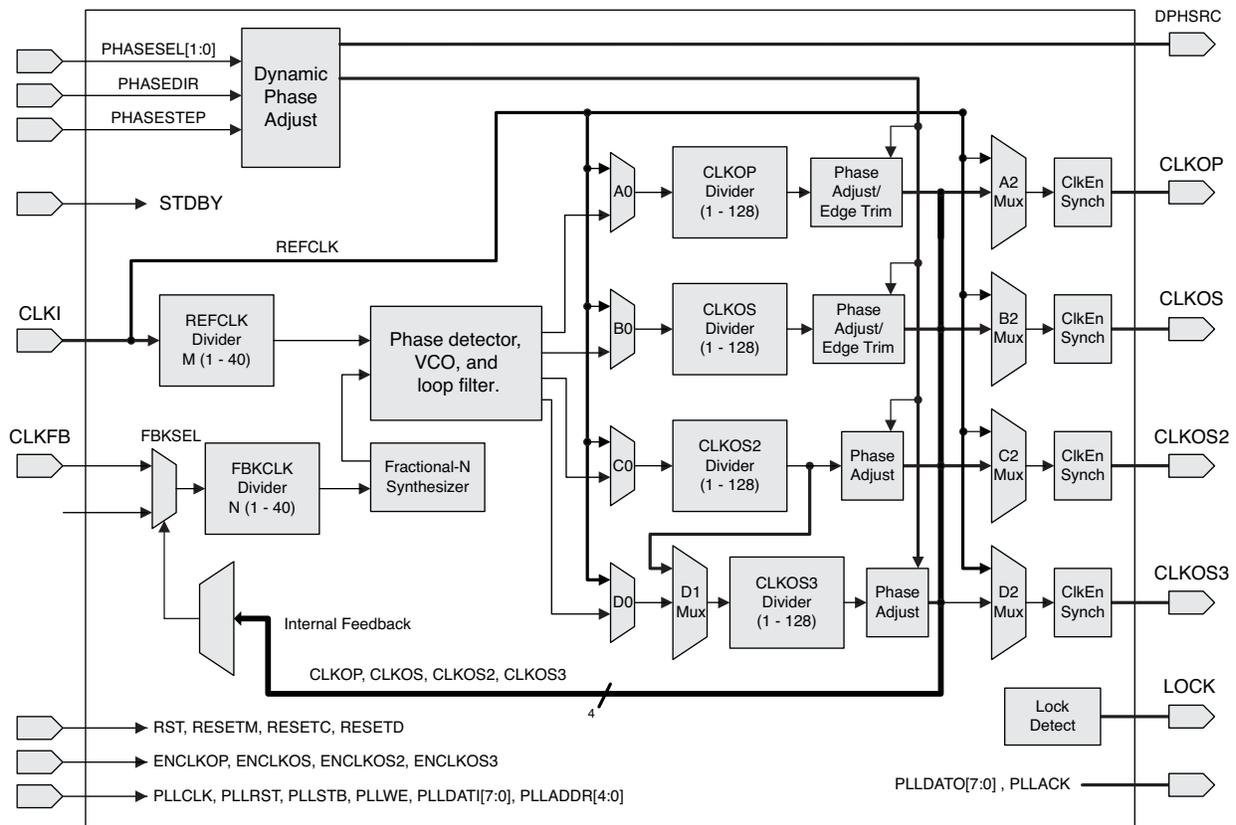 DPHSRC
PHASESEL[1:0]
PHASEDIR
PHASESTEP
Dynamic
Phase
Adjust
STDBY
REFCLK
A0
CLKOP
Divider
(1 - 128)
Phase
Adjust/
Edge Trim
A2
Mux
ClkEn
Synch
CLKOP
CLKI
REFCLK
Divider
M (1 - 40)
Phase detector,
VCO, and
loop filter.
B0
CLKOS
Divider
(1 - 128)
Phase
Adjust/
Edge Trim
B2
Mux
ClkEn
Synch
CLKOS
CLKFB
FBKSEL
FBKCLK
Divider
N (1 - 40)
Fractional-N
Synthesizer
C0
CLKOS2
Divider
(1 - 128)
Phase
Adjust
C2
Mux
ClkEn
Synch
CLKOS2
D0
D1
Mux
CLKOS3
Divider
(1 - 128)
Phase
Adjust
D2
Mux
ClkEn
Synch
CLKOS3
Internal Feedback
CLKOP, CLKOS, CLKOS2, CLKOS3
4
Lock
Detect
LOCK
RST, RESETM, RESETC, RESETD
ENCLKOP, ENCLKOS, ENCLKOS2, ENCLKOS3
PLLCLK, PLLRST, PLLSTB, PLLWE, PLLDATI[7:0], PLLADDR[4:0]
PLLDATO[7:0] , PLLACK